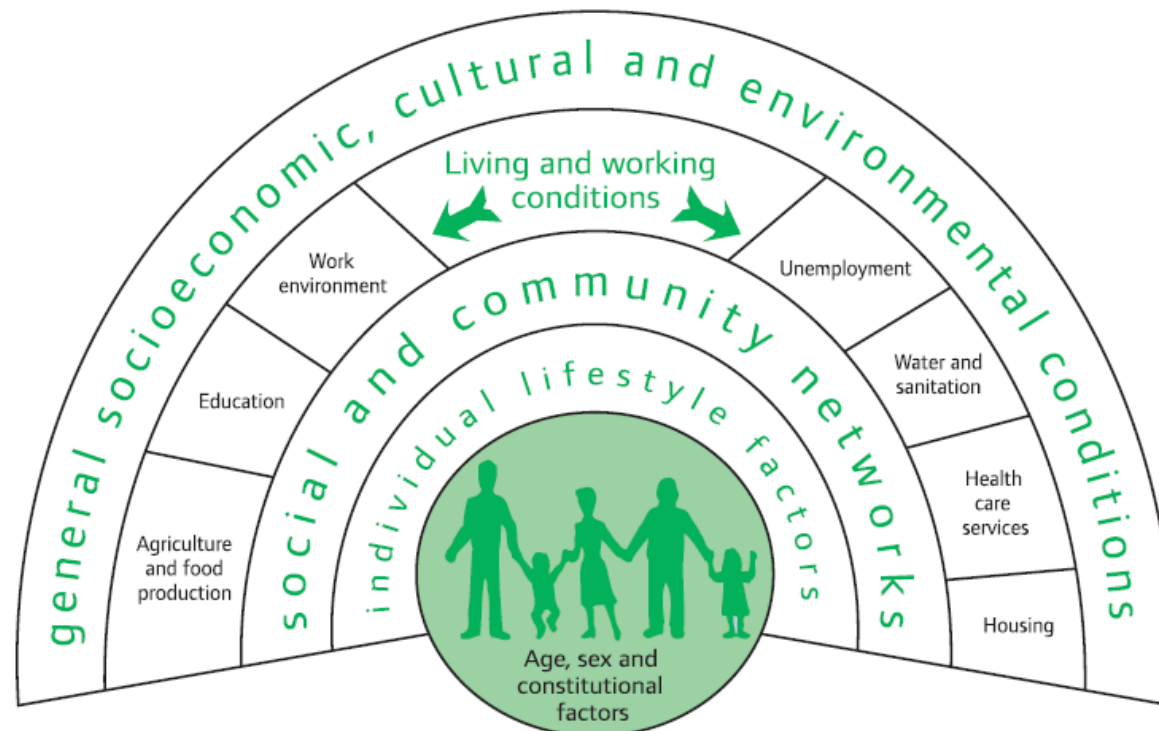 general socioeconomic, cultural and environmental conditions
Living and working
conditions
Work
environment
Unemployment
Education
Water and
sanitation
Agriculture
and food
production
Health
care
services
Housing
social and community networks
individual lifestyle factors
Age, sex and
constitutional
factors